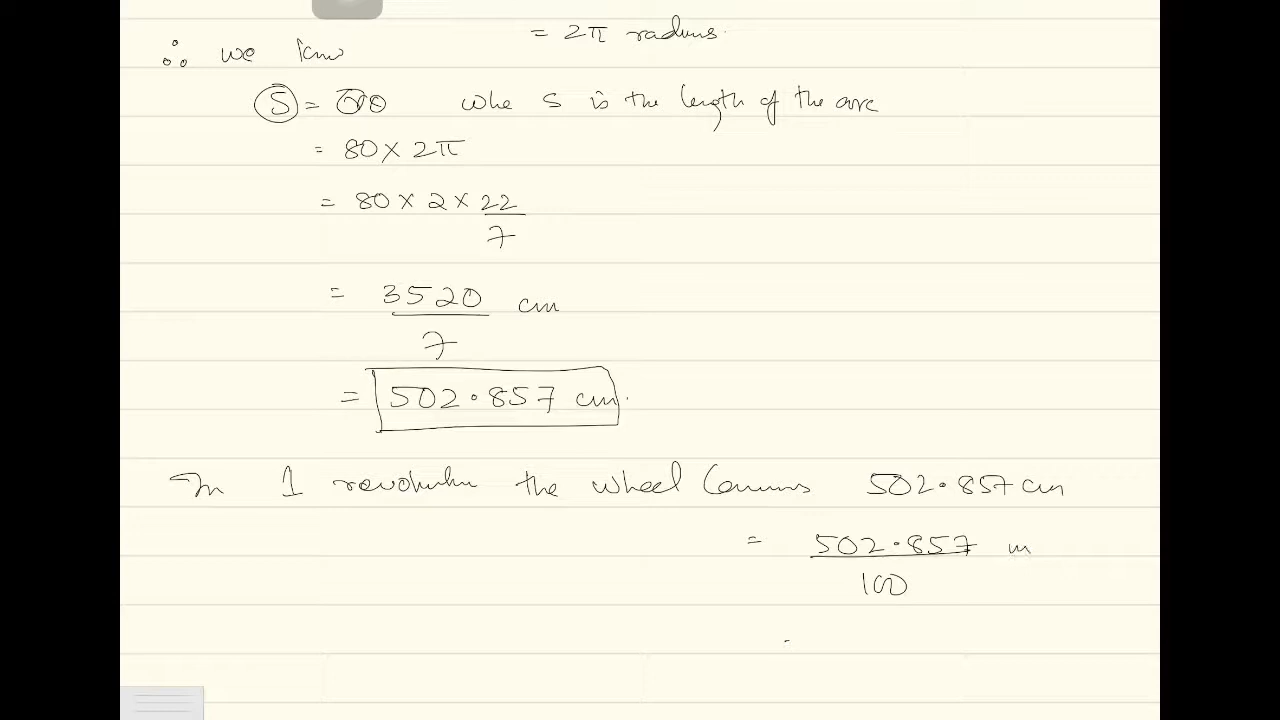 = 2π radians.
∴ we know
S = rθ where S is the length of the arc
= 80 × 2π
= 80 × 2 × 22/7
= 3520/7 cm
= 502.857 cm.
In 1 revolution the wheel covers 502.857 cm
= 502.857/100 m